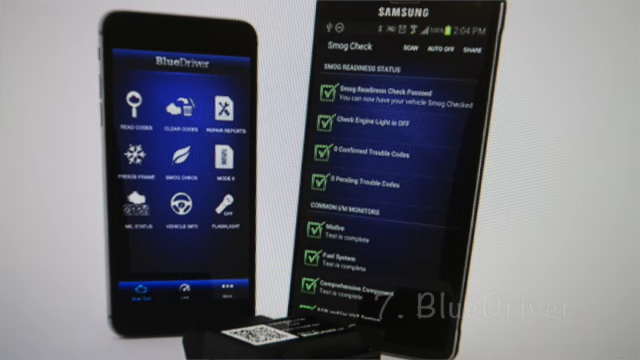 BlueDriver
READ CODES
CLEAR CODES
REPAIR REPORTS
FREEZE FRAME
SMOG CHECK
MODE 6
VEHICLE INFO
OFF
FLASHLIGHT
More
SAMSUNG
100%
2:04 PM
Smog Check
SCAN
AUTO OFF
SHARE
SMOG READINESS STATUS
Smog Readiness Check Passed
You can now have your vehicle Smog Checked
Check Engine Light is OFF
0 Confirmed Trouble Codes
0 Pending Trouble Codes
COMMON I/M MONITORS
Misfire
Test is complete
Fuel System
Test is complete
Comprehensive Component
Test is complete
7. BlueDriver